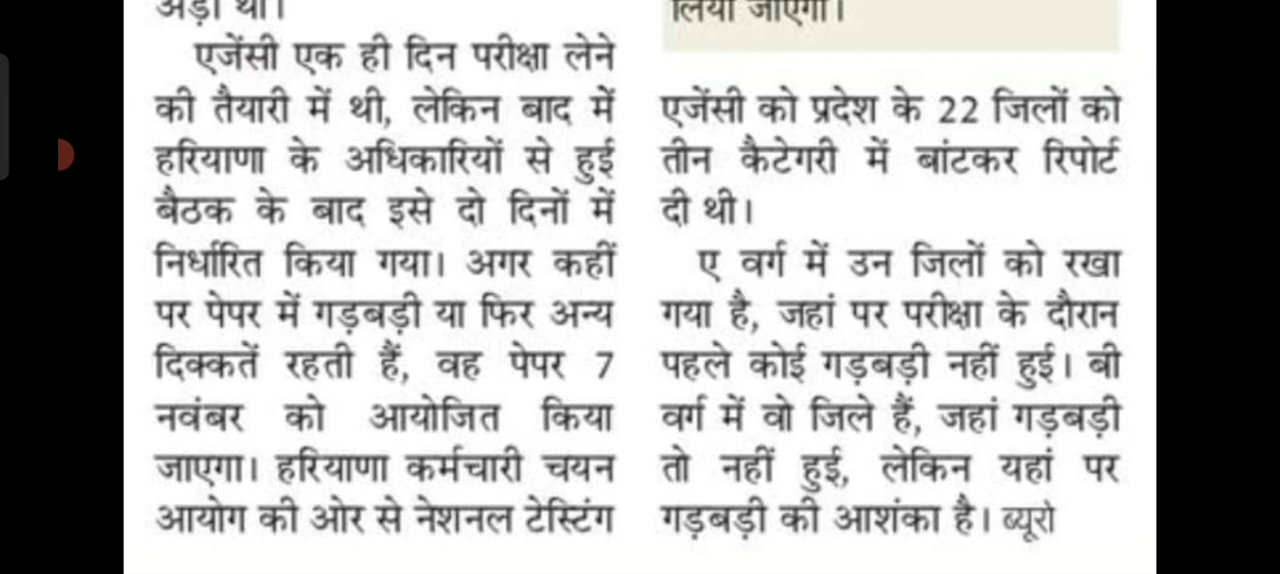 अड़ा था।
एजेंसी एक ही दिन परीक्षा लेने
की तैयारी में थी, लेकिन बाद में
हरियाणा के अधिकारियों से हुई
बैठक के बाद इसे दो दिनों में
निर्धारित किया गया। अगर कहीं
पर पेपर में गड़बड़ी या फिर अन्य
दिक्कतें रहती हैं, वह पेपर 7
नवंबर को आयोजित किया
जाएगा। हरियाणा कर्मचारी चयन
आयोग की ओर से नेशनल टेस्टिंग
लिया जाएगा।
एजेंसी को प्रदेश के 22 जिलों को
तीन कैटेगरी में बांटकर रिपोर्ट
दी थी।
ए वर्ग में उन जिलों को रखा
गया है, जहां पर परीक्षा के दौरान
पहले कोई गड़बड़ी नहीं हुई। बी
वर्ग में वो जिले हैं, जहां गड़बड़ी
तो नहीं हुई, लेकिन यहां पर
गड़बड़ी की आशंका है। ब्यूरो